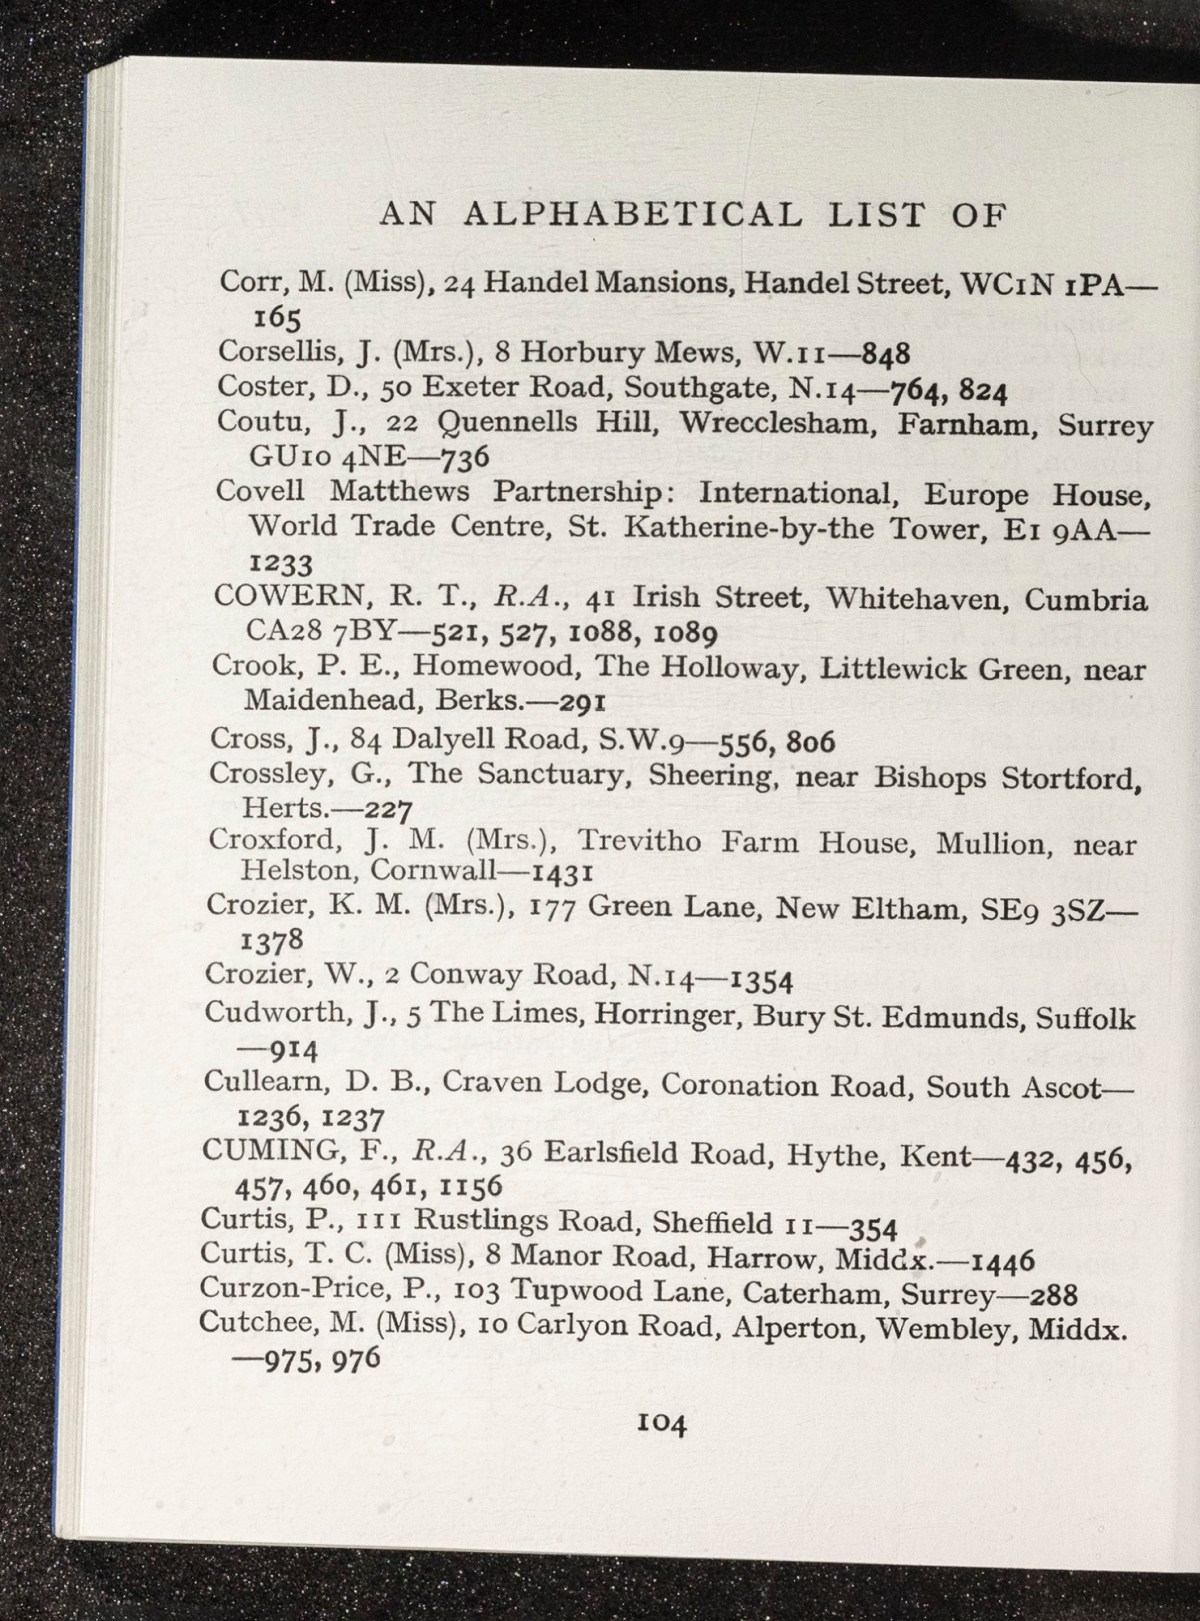 AN ALPHABETICAL LIST OF
Corr, M. (Miss), 24 Handel Mansions, Handel Street, WC1N 1PA—
165
Corsellis, J. (Mrs.), 8 Horbury Mews, W.11—848
Coster, D., 50 Exeter Road, Southgate, N.14—764, 824
Coutu, J., 22 Quennells Hill, Wrecclesham, Farnham, Surrey
GU10 4NE—736
Covell Matthews Partnership: International, Europe House,
World Trade Centre, St. Katherine-by-the Tower, E1 9AA—
1233
COWERN, R. T., R.A., 41 Irish Street, Whitehaven, Cumbria
CA28 7BY—521, 527, 1088, 1089
Crook, P. E., Homewood, The Holloway, Littlewick Green, near
Maidenhead, Berks.—291
Cross, J., 84 Dalyell Road, S.W.9—556, 806
Crossley, G., The Sanctuary, Sheering, near Bishops Stortford,
Herts.—227
Croxford, J. M. (Mrs.), Trevitho Farm House, Mullion, near
Helston, Cornwall—1431
Crozier, K. M. (Mrs.), 177 Green Lane, New Eltham, SE9 3SZ—
1378
Crozier, W., 2 Conway Road, N.14—1354
Cudworth, J., 5 The Limes, Horringer, Bury St. Edmunds, Suffolk
—914
Cullearn, D. B., Craven Lodge, Coronation Road, South Ascot—
1236, 1237
CUMING, F., R.A., 36 Earlsfield Road, Hythe, Kent—432, 456,
457, 460, 461, 1156
Curtis, P., 111 Rustlings Road, Sheffield 11—354
Curtis, T. C. (Miss), 8 Manor Road, Harrow, Middx.—1446
Curzon-Price, P., 103 Tupwood Lane, Caterham, Surrey—288
Cutchee, M. (Miss), 10 Carlyon Road, Alperton, Wembley, Middx.
—975, 976
104